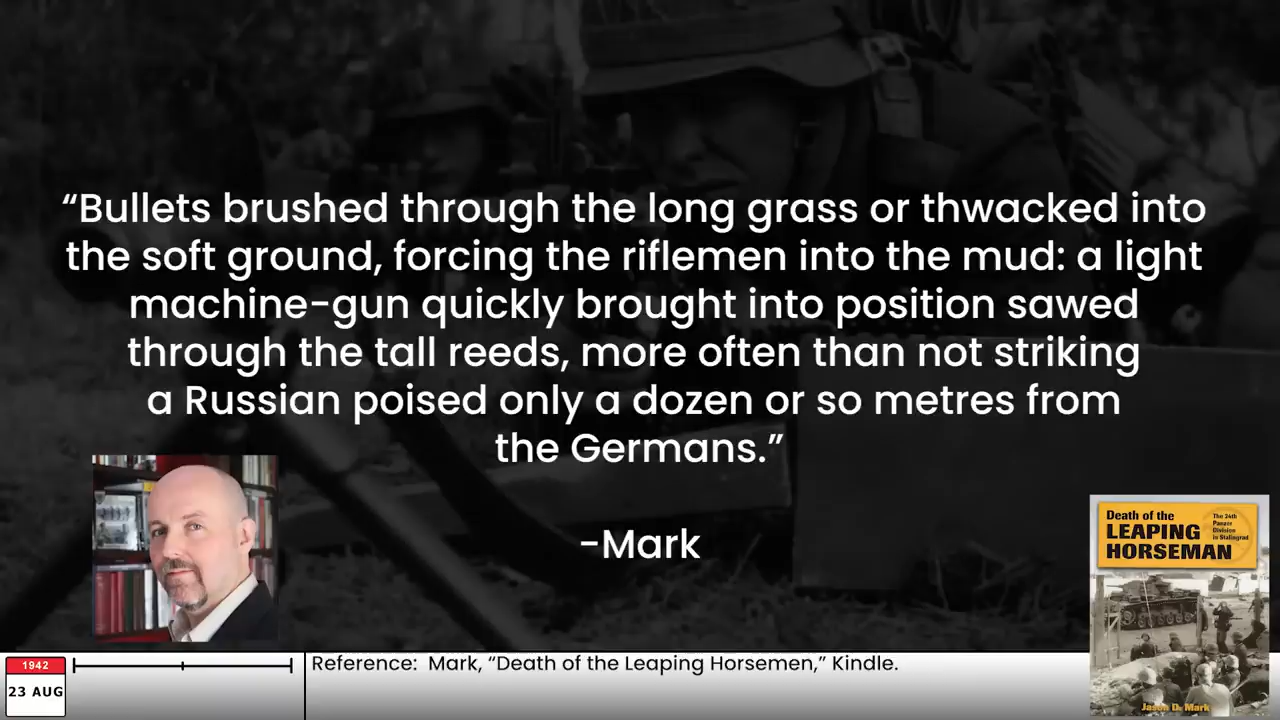 “Bullets brushed through the long grass or thwacked into
the soft ground, forcing the riflemen into the mud: a light
machine-gun quickly brought into position sawed
through the tall reeds, more often than not striking
a Russian poised only a dozen or so metres from
the Germans.”
-Mark
Death of the
LEAPING
HORSEMAN
The 24th
Panzer
Division
in Stalingrad
Jason D. Mark
1942
23 AUG
Reference: Mark, “Death of the Leaping Horsemen,” Kindle.